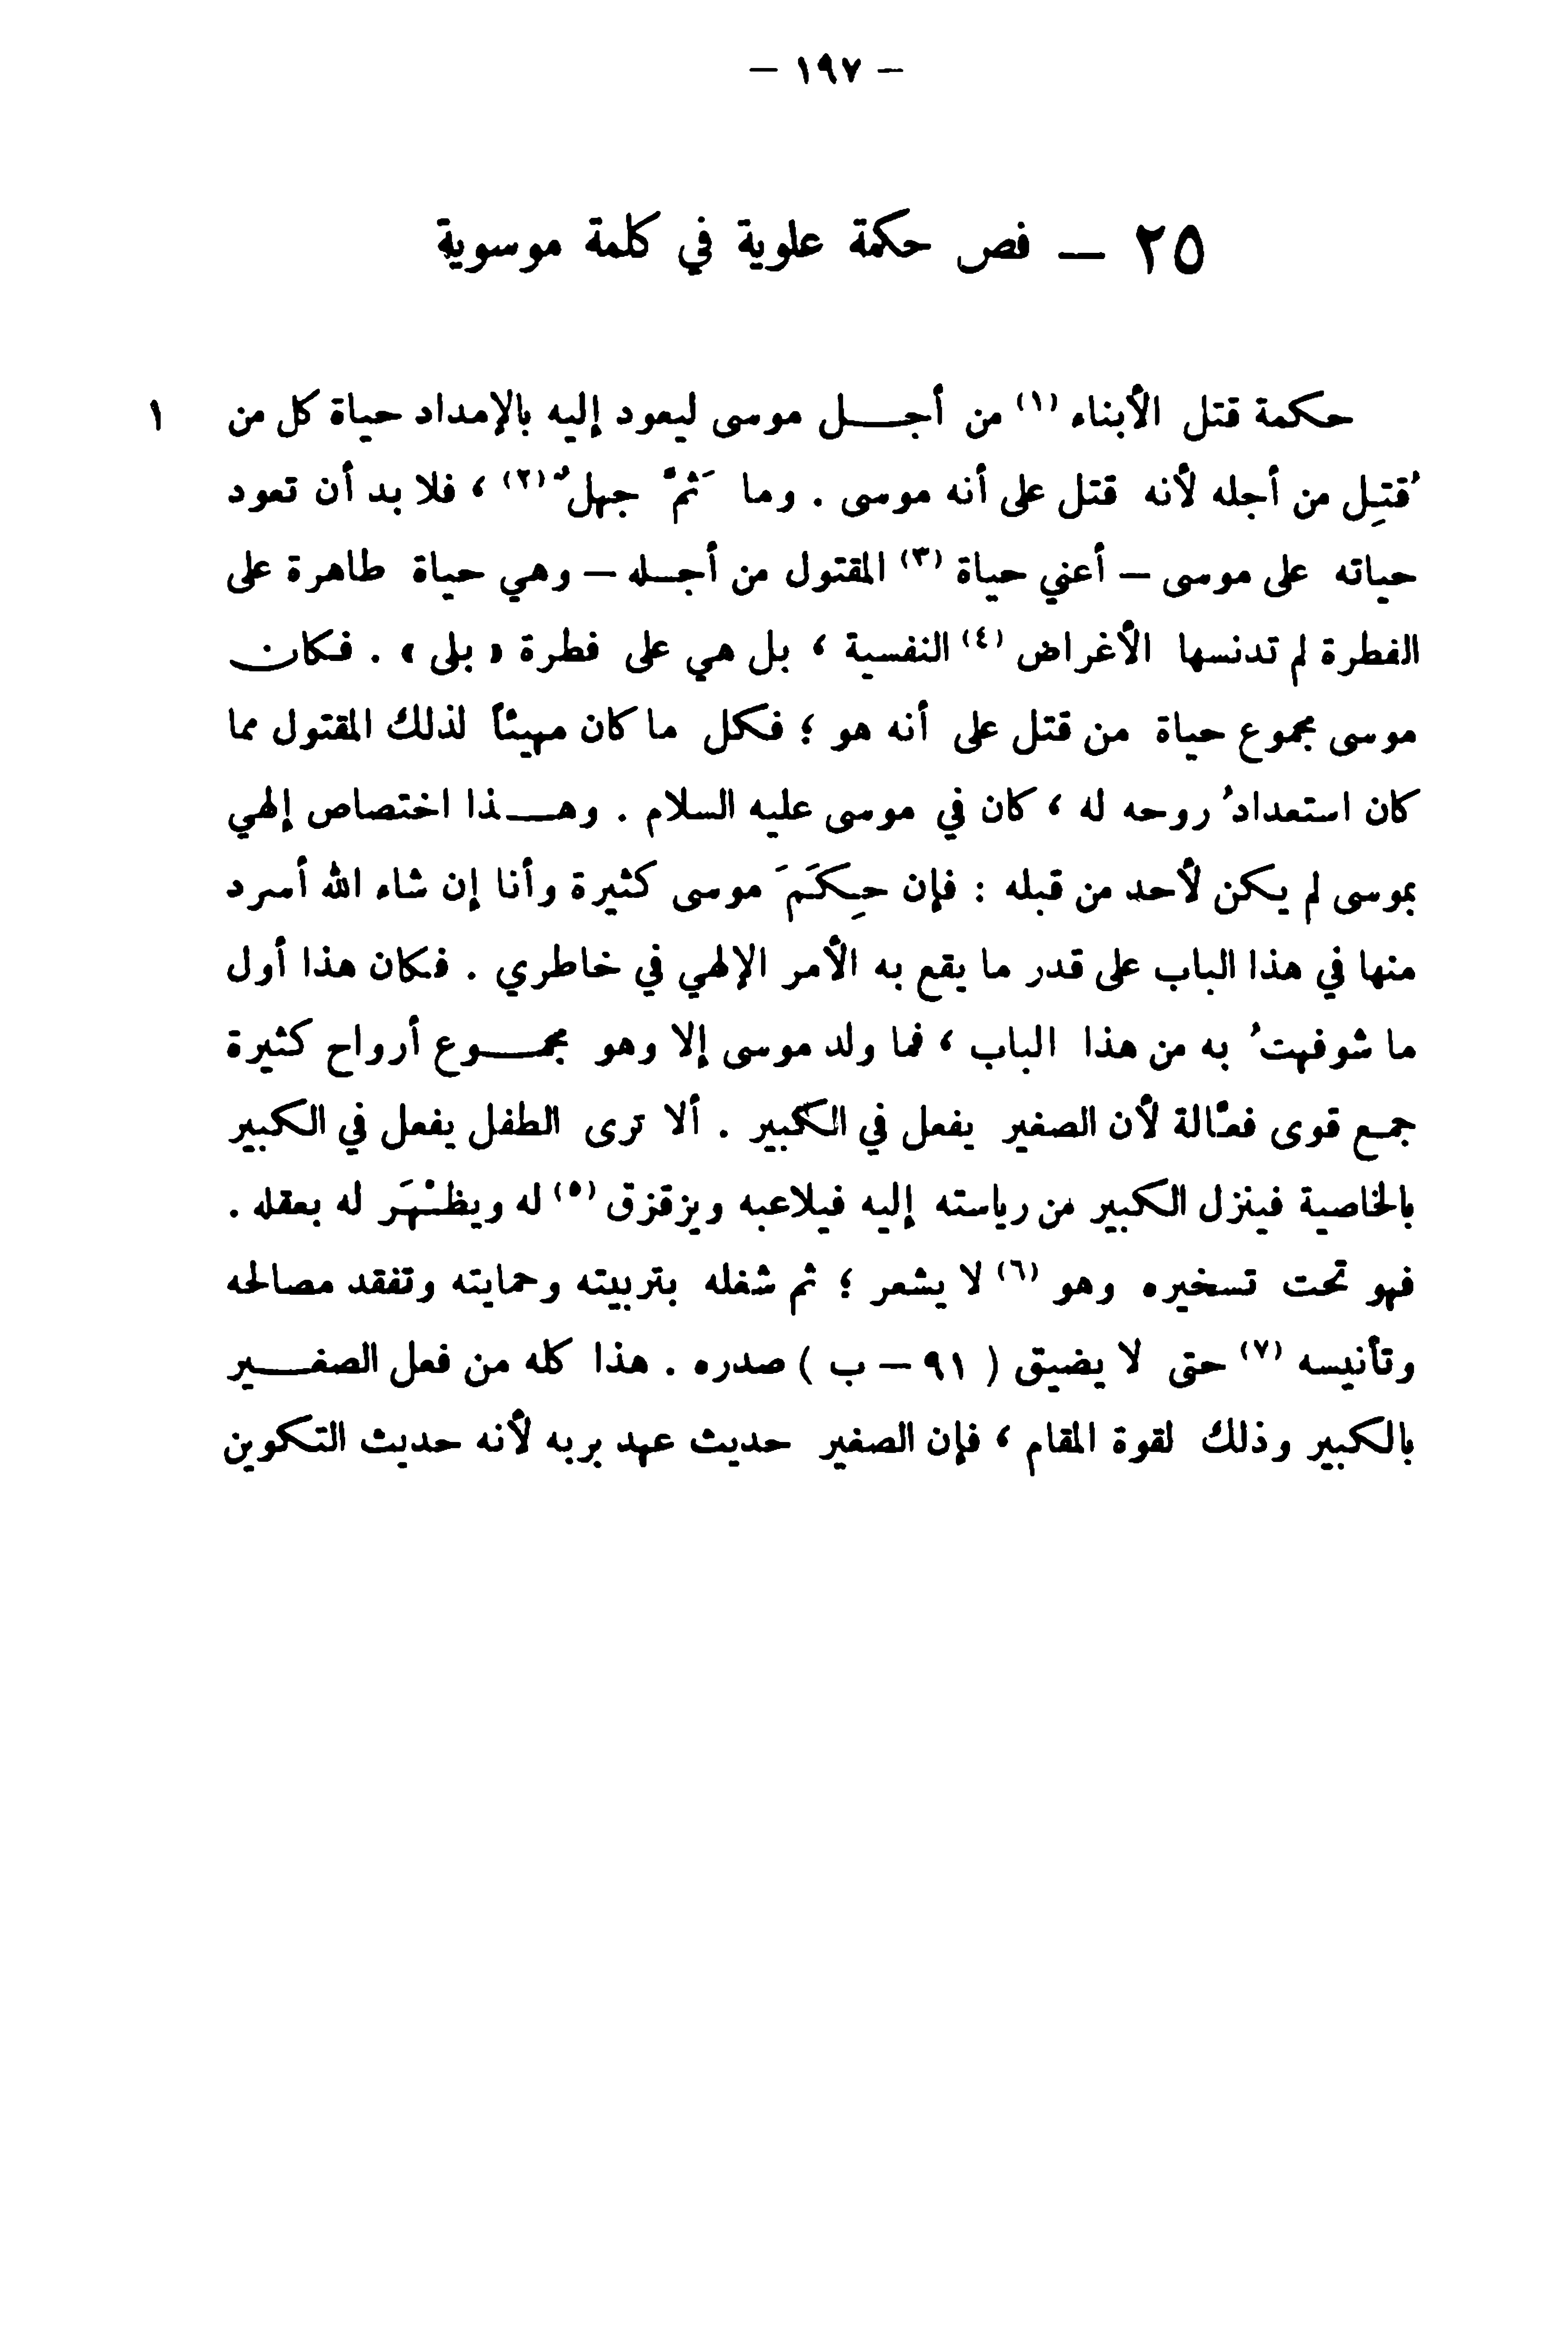 – ١٩٧ –
٢٥ – فص حكمة علوية في كلمة موسوية
حكمة قتل الأبناء (١) من أجل موسى ليعود إليه بالإمداد حياة كل من ١
قُتِل من أجله لأنه قتل على أنه موسى . وما ثَمَّ جهلٌ (٢) ، فلا بد أن تعود
حياته على موسى – أعني حياة (٣) المقتول من أجله – وهي حياة طاهرة على
الفطرة لم تدنسها الأغراض (٤) النفسية ، بل هي على فطرة « بلى » . فكان
موسى مجموع حياة من قتل على أنه هو ؛ فكل ما كان مهيئاً لذلك المقتول مما
كان استعدادُ روحه له ، كان في موسى عليه السلام . وهذا اختصاص إلهي
بموسى لم يكن لأحد من قبله : فإن حِكَمَ موسى كثيرة وأنا إن شاء الله أسرد
منها في هذا الباب على قدر ما يقع به الأمر الإلهي في خاطري . فكان هذا أول
ما شوفهتُ به من هذا الباب ، فما ولد موسى إلا وهو مجموع أرواح كثيرة
جمع قوى فعَّالة لأن الصغير يفعل في الكبير . ألا ترى الطفل يفعل في الكبير
بالخاصية فينزل الكبير من رياسته إليه فيلاعبه ويزقزق (٥) له ويظْهَر له بعقله .
فهو تحت تسخيره وهو (٦) لا يشعر ؛ ثم شغله بتربيته وحمايته وتفقد مصالحه
وتأنيسه (٧) حتى لا يضيق ( ٩١ – ب ) صدره . هذا كله من فعل الصغير
بالكبير وذلك لقوة المقام ، فإن الصغير حديث عهد بربه لأنه حديث التكوين